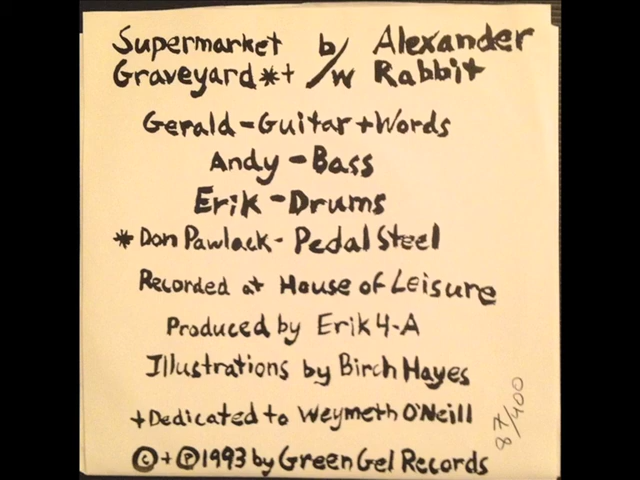 Supermarket b/w Alexander
Graveyard*+ Rabbit
Gerald-Guitar+Words
Andy-Bass
Erik-Drums
*Don Pawlack-Pedal Steel
Recorded at House of Leisure
Produced by Erik 4-A
Illustrations by Birch Hayes
+Dedicated to Weymeth O'Neill
87/400
©+℗1993 by Green Gel Records